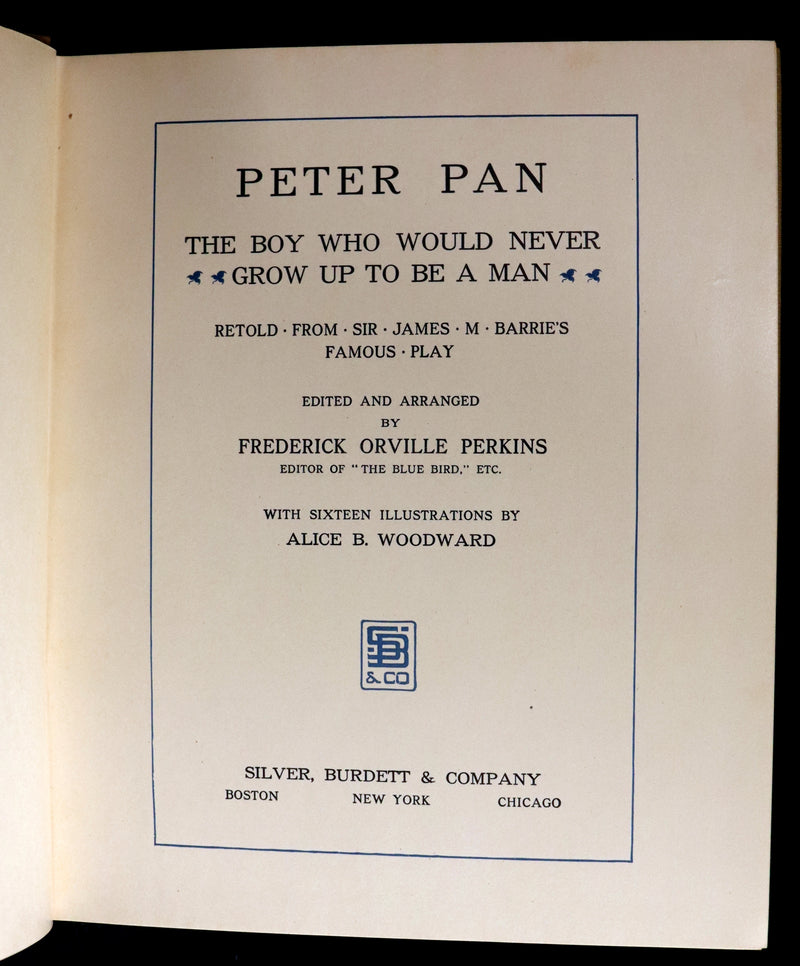 PETER PAN
THE BOY WHO WOULD NEVER
GROW UP TO BE A MAN
RETOLD · FROM · SIR · JAMES · M · BARRIE'S
FAMOUS · PLAY
EDITED AND ARRANGED
BY
FREDERICK ORVILLE PERKINS
EDITOR OF "THE BLUE BIRD," ETC.
WITH SIXTEEN ILLUSTRATIONS BY
ALICE B. WOODWARD
SB
& CO
SILVER, BURDETT & COMPANY
BOSTON NEW YORK CHICAGO